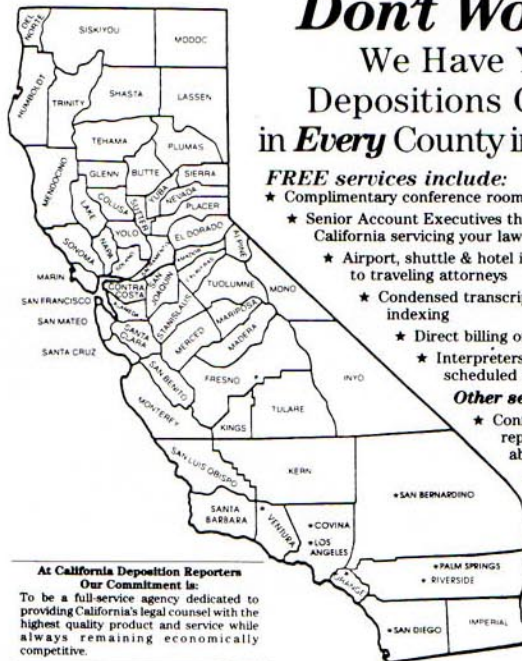 Don't Wo
We Have Y
Depositions C
in Every County in
FREE services include:
★ Complimentary conference room
★ Senior Account Executives th
California servicing your law
★ Airport, shuttle & hotel i
to traveling attorneys
★ Condensed transcri
indexing
★ Direct billing o
★ Interpreters
scheduled
Other se
★ Con
rep
ab
DEL NORTE
SISKIYOU
MODOC
HUMBOLDT
TRINITY
SHASTA
LASSEN
TEHAMA
PLUMAS
MENDOCINO
GLENN
BUTTE
SIERRA
LAKE
COLUSA
SUTTER
YUBA
NEVADA
PLACER
SONOMA
NAPA
YOLO
EL DORADO
ALPINE
SOLANO
SACRAMENTO
AMADOR
MARIN
CONTRA COSTA
SAN JOAQUIN
CALAVERAS
TUOLUMNE
MONO
SAN FRANCISCO
ALAMEDA
STANISLAUS
MARIPOSA
SAN MATEO
SANTA CLARA
MERCED
MADERA
SANTA CRUZ
SAN BENITO
FRESNO
INYO
MONTEREY
KINGS
TULARE
SAN LUIS OBISPO
KERN
SAN BERNARDINO
SANTA BARBARA
VENTURA
COVINA
LOS ANGELES
ORANGE
PALM SPRINGS
RIVERSIDE
SAN DIEGO
IMPERIAL
At California Deposition Reporters
Our Commitment is:
To be a full-service agency dedicated to
providing California's legal counsel with the
highest quality product and service while
always remaining economically
competitive.